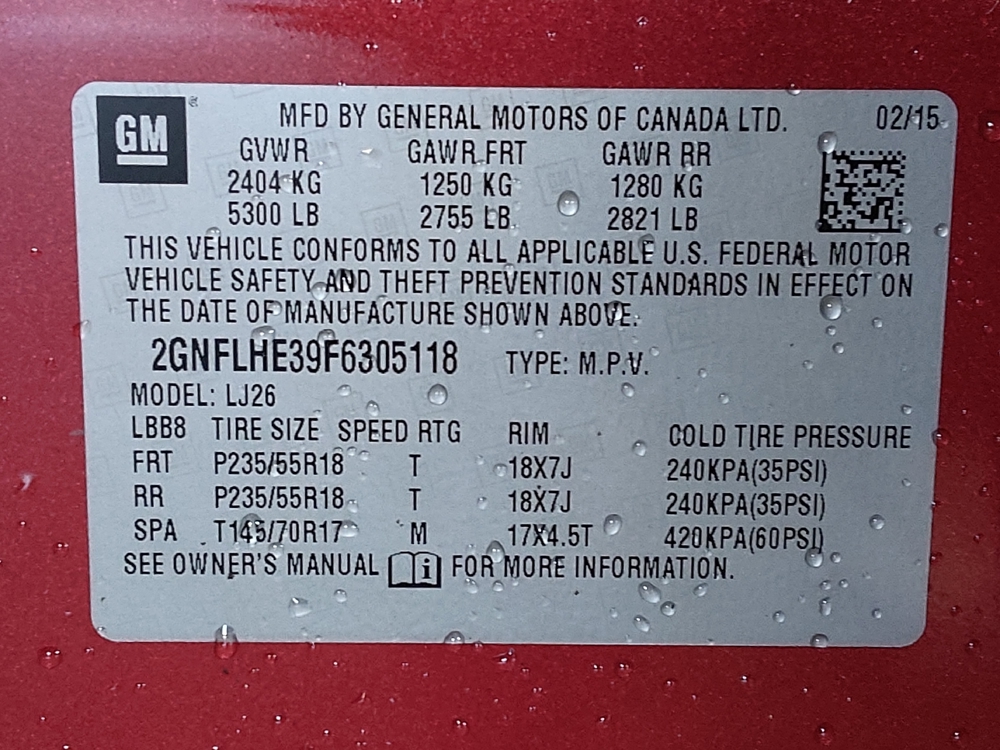 GM
MFD BY GENERAL MOTORS OF CANADA LTD. 02/15
GVWR GAWR FRT GAWR RR
2404 KG 1250 KG 1280 KG
5300 LB 2755 LB 2821 LB
THIS VEHICLE CONFORMS TO ALL APPLICABLE U.S. FEDERAL MOTOR
VEHICLE SAFETY AND THEFT PREVENTION STANDARDS IN EFFECT ON
THE DATE OF MANUFACTURE SHOWN ABOVE.
2GNFLHE39F6305118 TYPE: M.P.V.
MODEL: LJ26
LBB8 TIRE SIZE SPEED RTG RIM COLD TIRE PRESSURE
FRT P235/55R18 T 18X7J 240KPA(35PSI)
RR P235/55R18 T 18X7J 240KPA(35PSI)
SPA T145/70R17 M 17X4.5T 420KPA(60PSI)
SEE OWNER'S MANUAL i FOR MORE INFORMATION.